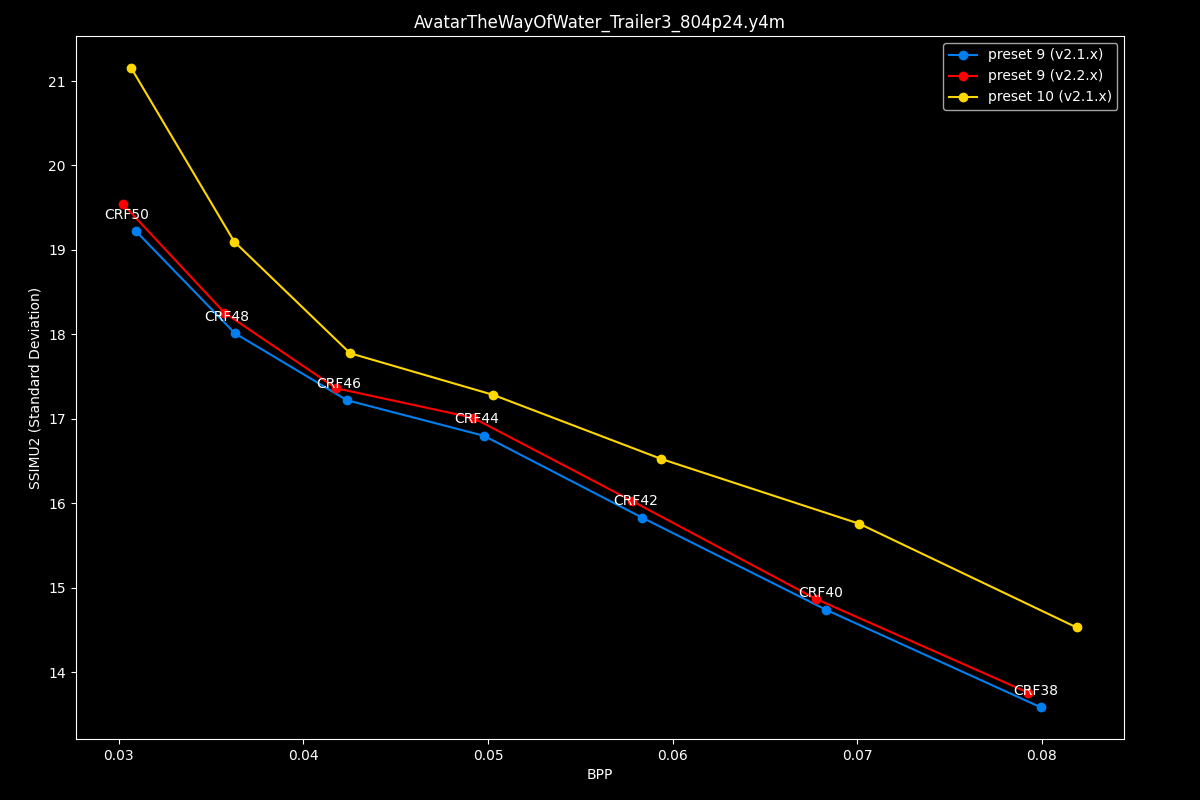 AvatarTheWayOfWater_Trailer3_804p24.y4m
preset 9 (v2.1.x)
preset 9 (v2.2.x)
preset 10 (v2.1.x)
SSIMU2 (Standard Deviation)
21
20
19
18
17
16
15
14
CRF50
CRF48
CRF46
CRF44
CRF42
CRF40
CRF38
0.03
0.04
0.05
0.06
0.07
0.08
BPP